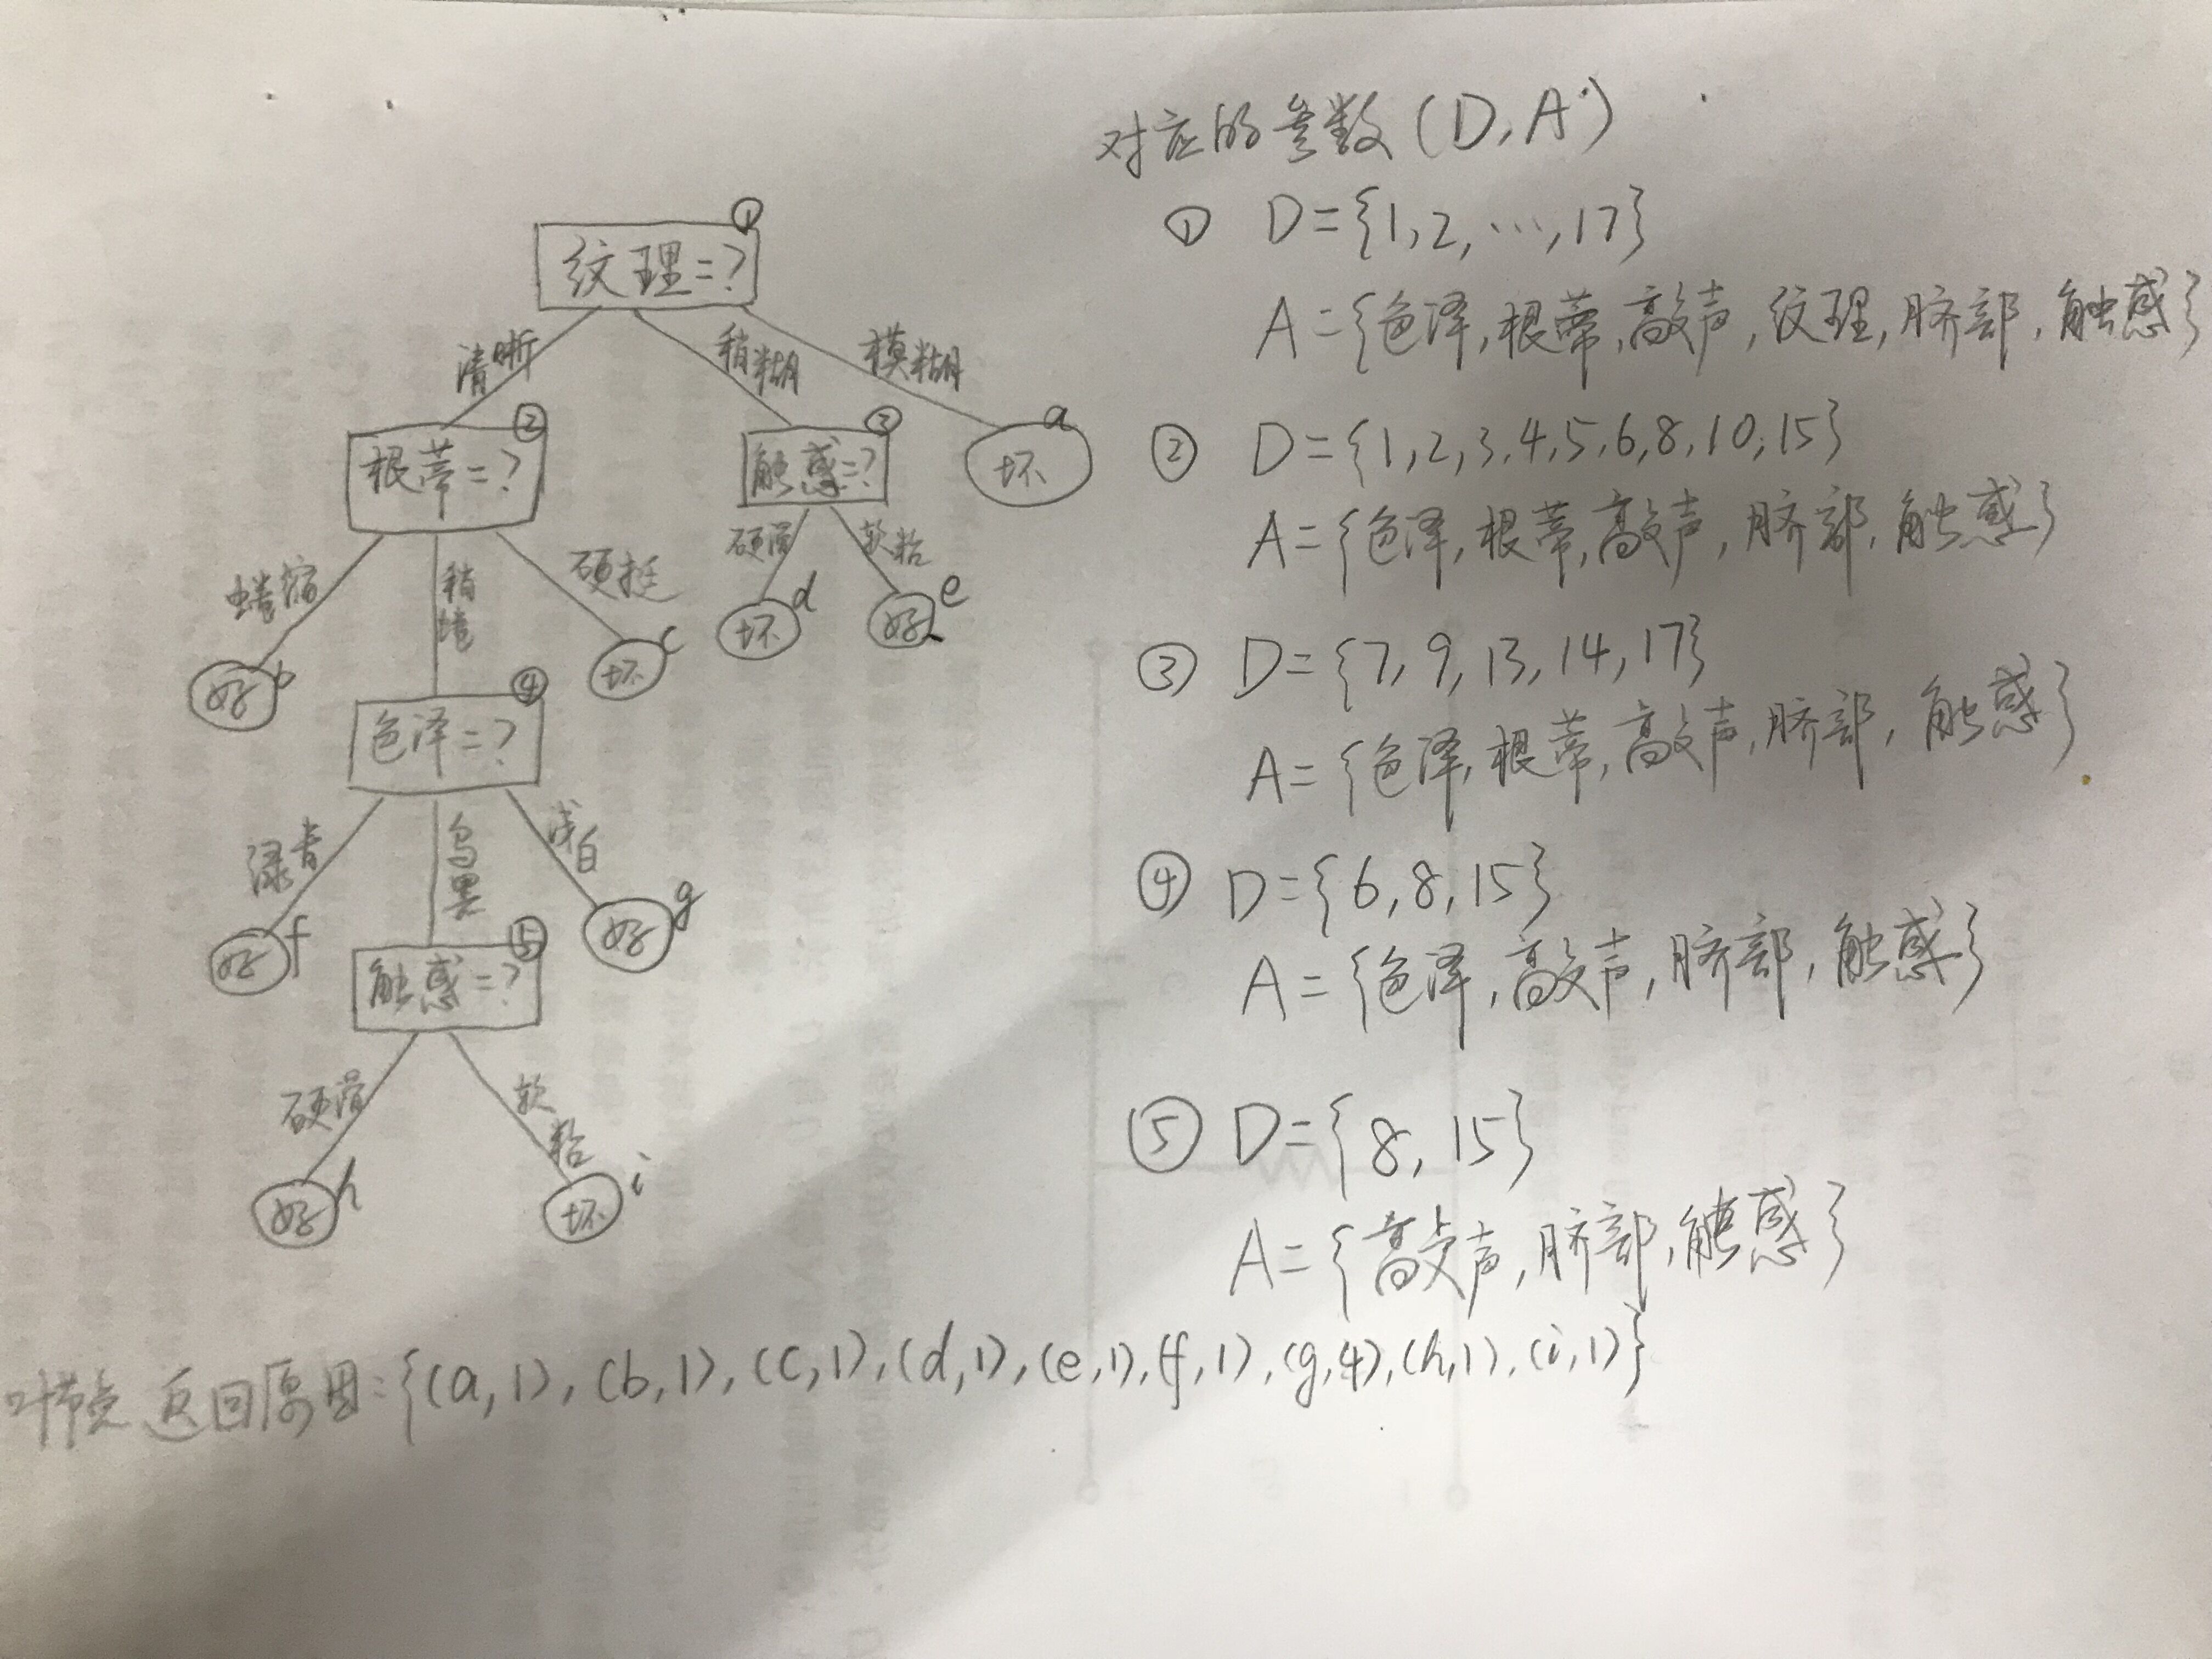 对应的参数(D,A)
① D={1,2,…,17}
A={色泽,根蒂,敲声,纹理,脐部,触感}
② D={1,2,3,4,5,6,8,10,15}
A={色泽,根蒂,敲声,脐部,触感}
③ D={7,9,13,14,17}
A={色泽,根蒂,敲声,脐部,触感}
④ D={6,8,15}
A={色泽,敲声,脐部,触感}
⑤ D={8,15}
A={敲声,脐部,触感}
①
纹理=?
清晰 稍糊 模糊
② ③ a
根蒂=? 触感=? 坏
蜷缩 稍蜷 硬挺 硬滑 软粘
好 b 坏 c 坏 d 好 e
④
色泽=?
绿青 乌黑 浅白
好 f 好 g
⑤
触感=?
硬滑 软粘
好 h 坏 i
叶节点返回原因:{(a,1),(b,1),(c,1),(d,1),(e,1),(f,1),(g,4),(h,1),(i,1)}